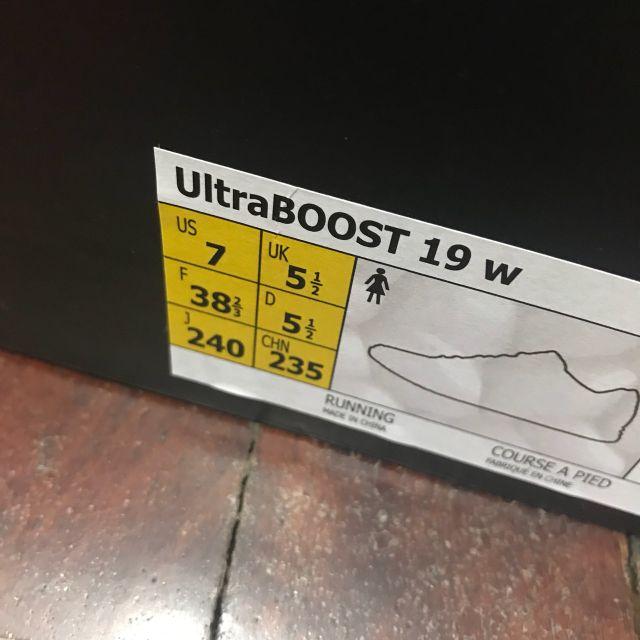 UltraBOOST 19 w
US 7 UK 5½
F 38⅔ D 5½
J 240 CHN 235
RUNNING
MADE IN CHINA
COURSE A PIED
FABRIQUE EN CHINE